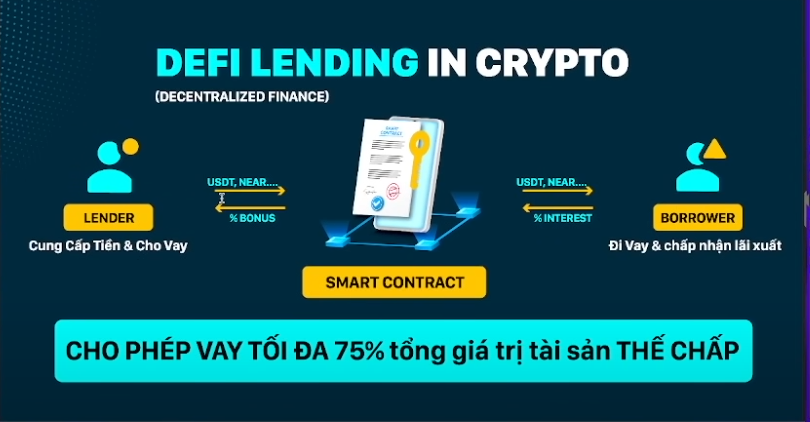 DEFI LENDING IN CRYPTO
(DECENTRALIZED FINANCE)
SMART
CONTRACT
USDT, NEAR....
% BONUS
USDT, NEAR....
% INTEREST
LENDER
Cung Cấp Tiền & Cho Vay
BORROWER
Đi Vay & chấp nhận lãi xuất
SMART CONTRACT
CHO PHÉP VAY TỐI ĐA 75% tổng giá trị tài sản THẾ CHẤP